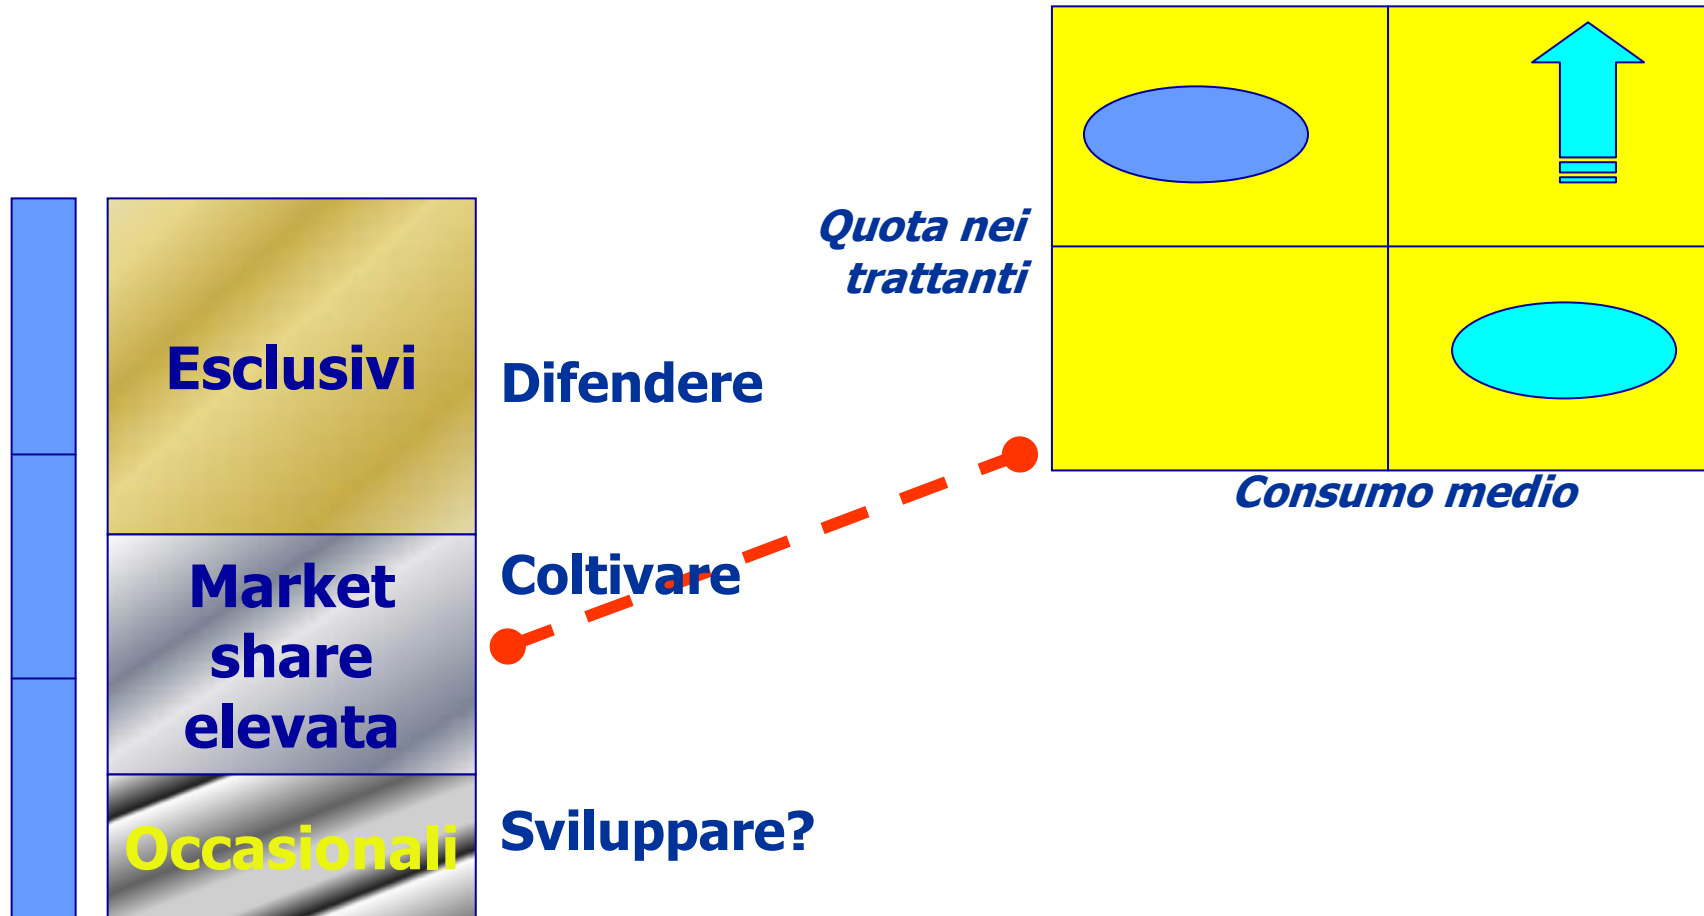 Quota nei
trattanti
Consumo medio
Esclusivi
Difendere
Market
share
elevata
Coltivare
Occasionali
Sviluppare?